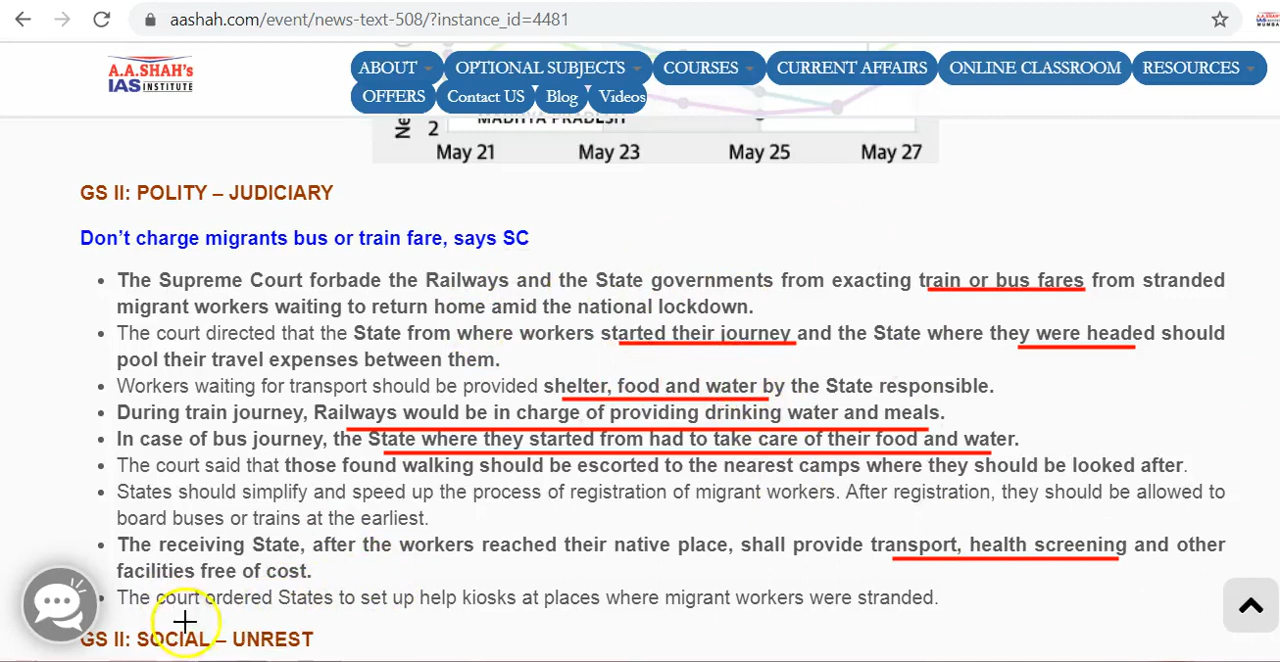 aashah.com/event/news-text-508/?instance_id=4481
A.A.SHAH's
IAS INSTITUTE
ABOUT OPTIONAL SUBJECTS COURSES CURRENT AFFAIRS ONLINE CLASSROOM RESOURCES
OFFERS Contact US Blog Videos
MADHYA PRADESH
Ne 2
May 21 May 23 May 25 May 27
GS II: POLITY – JUDICIARY
Don't charge migrants bus or train fare, says SC
• The Supreme Court forbade the Railways and the State governments from exacting train or bus fares from stranded
migrant workers waiting to return home amid the national lockdown.
• The court directed that the State from where workers started their journey and the State where they were headed should
pool their travel expenses between them.
• Workers waiting for transport should be provided shelter, food and water by the State responsible.
• During train journey, Railways would be in charge of providing drinking water and meals.
• In case of bus journey, the State where they started from had to take care of their food and water.
• The court said that those found walking should be escorted to the nearest camps where they should be looked after.
• States should simplify and speed up the process of registration of migrant workers. After registration, they should be allowed to
board buses or trains at the earliest.
• The receiving State, after the workers reached their native place, shall provide transport, health screening and other
facilities free of cost.
• The court ordered States to set up help kiosks at places where migrant workers were stranded.
GS II: SOCIAL – UNREST